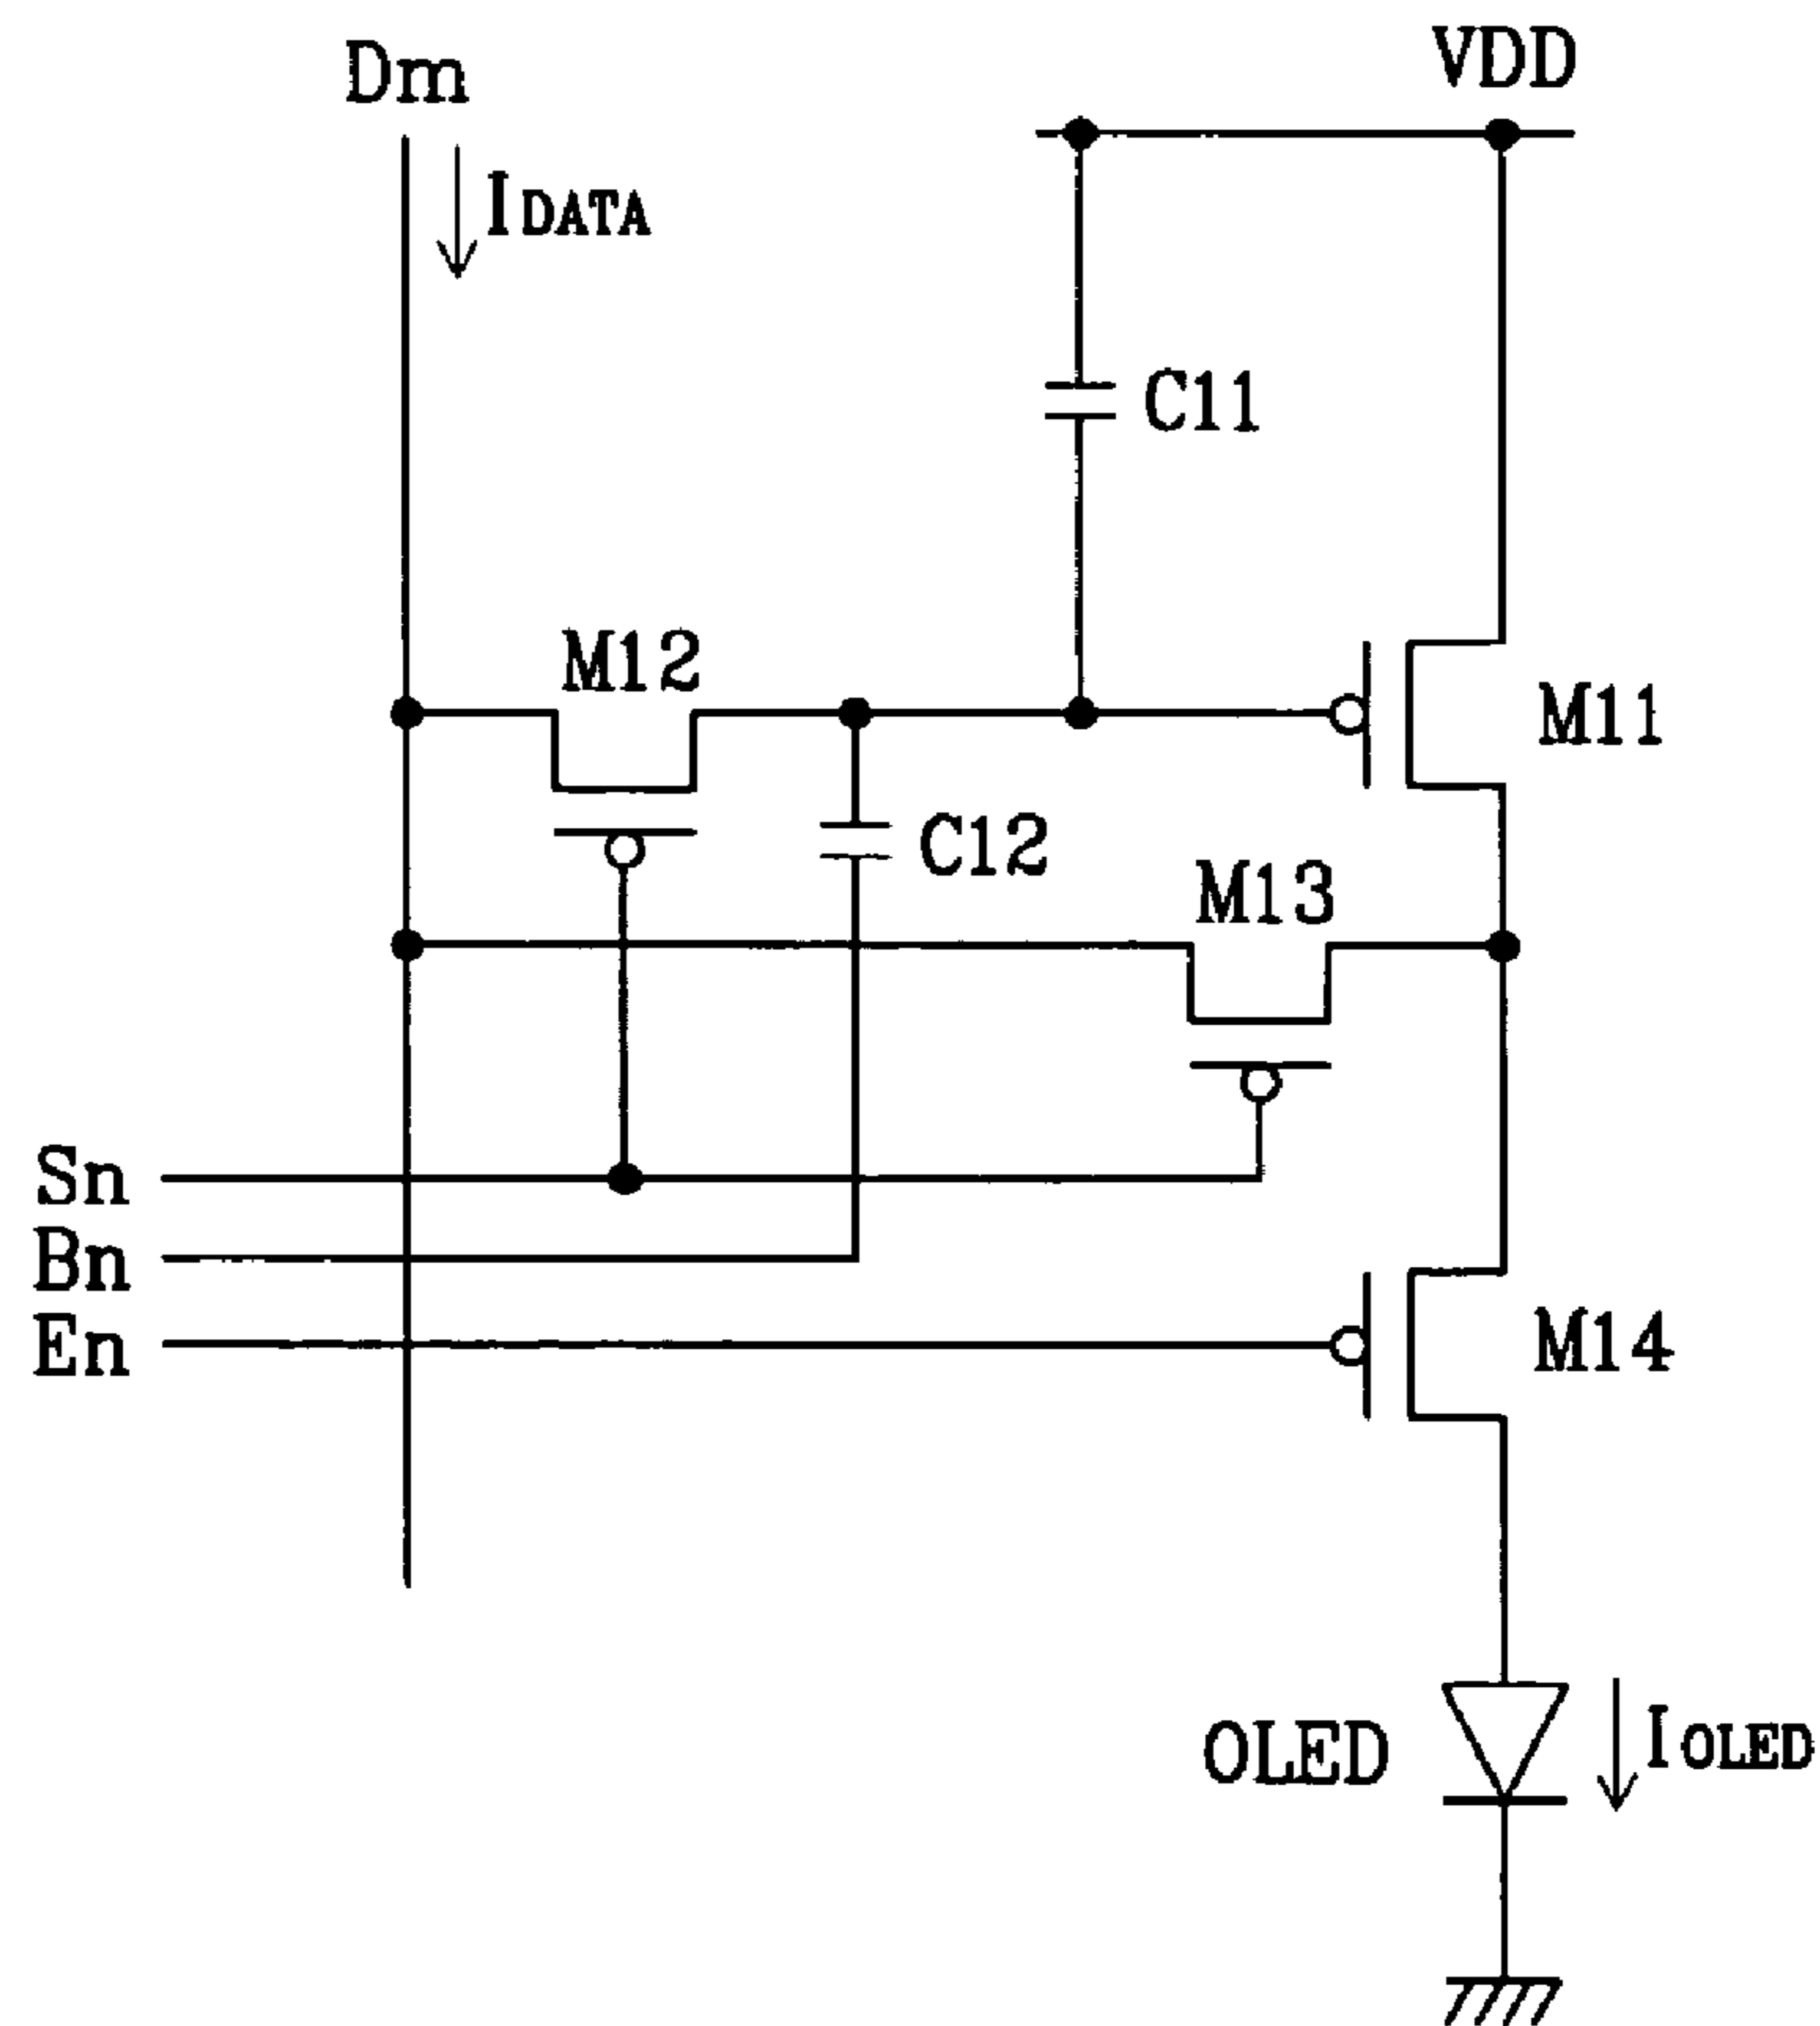 Dm
VDD
IDATA
C11
M12
M11
C12
M13
Sn
Bn
En
M14
OLED
IOLED